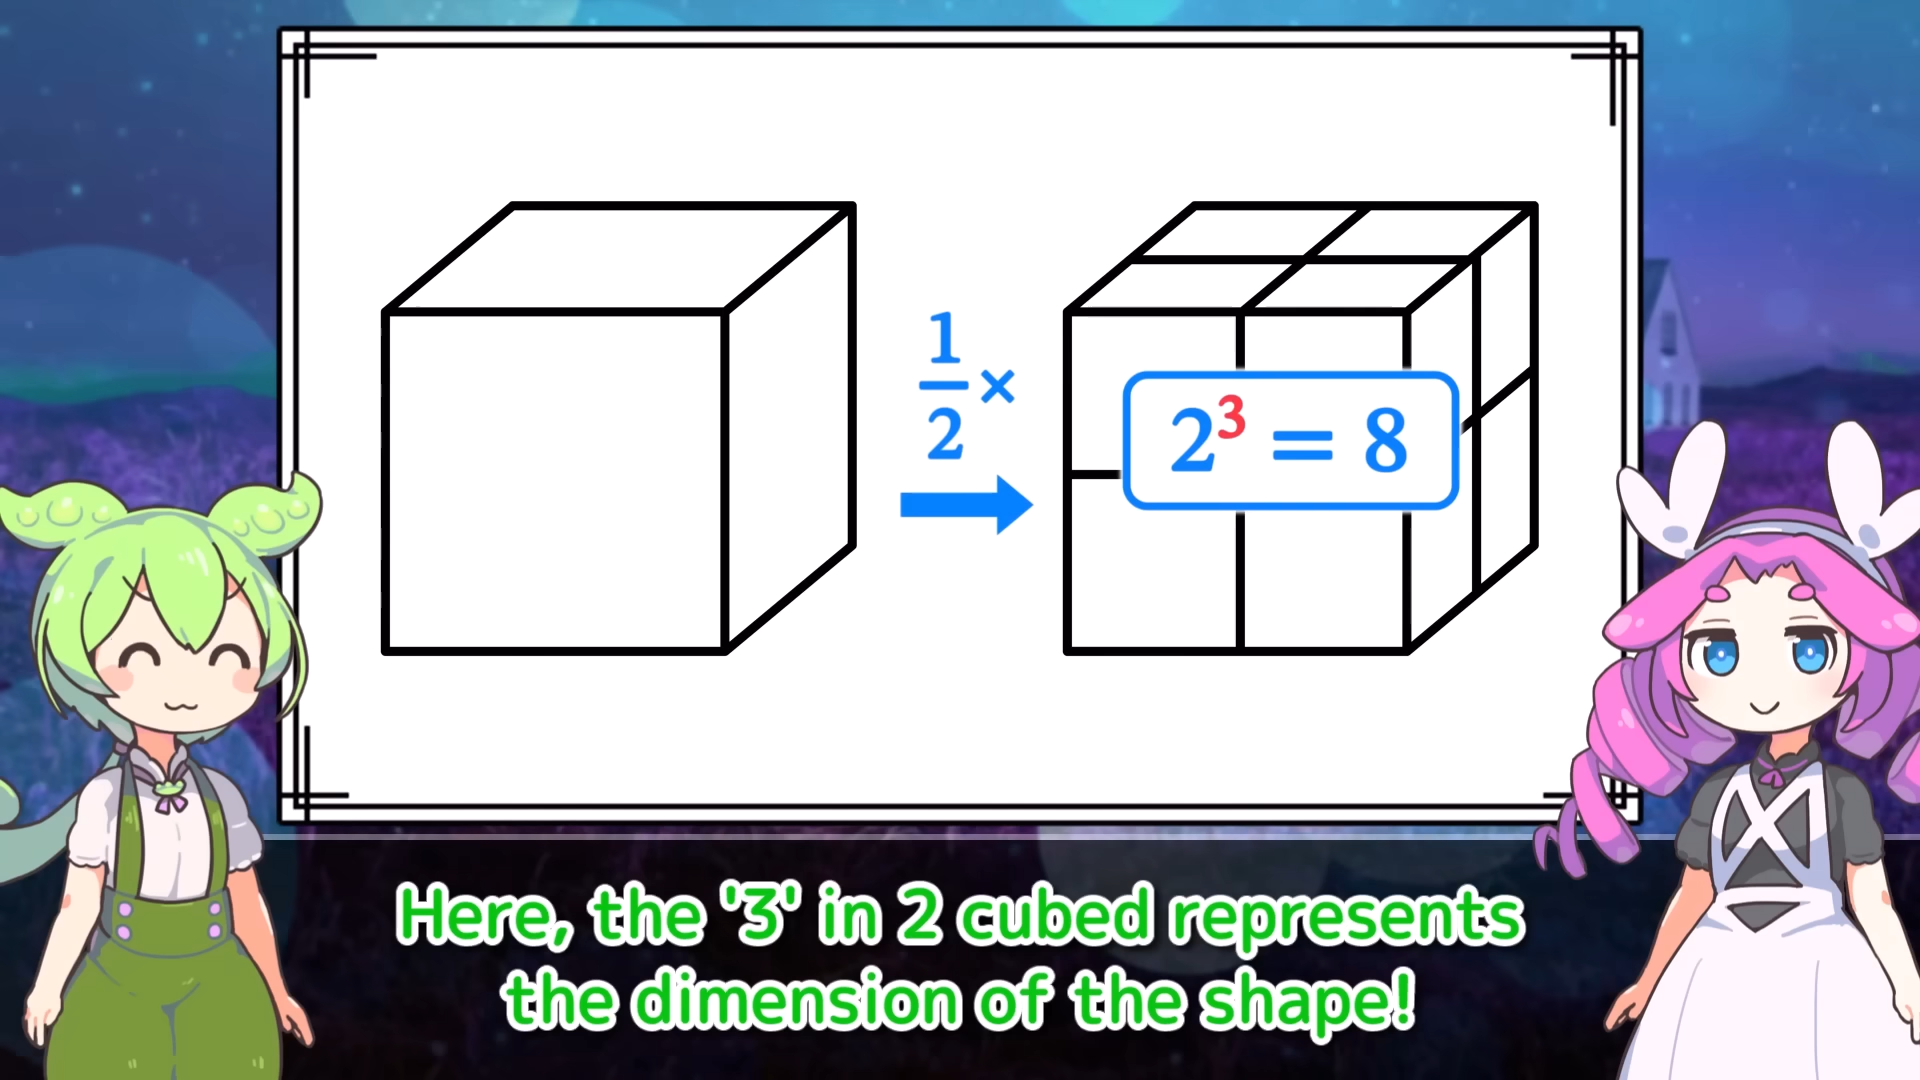 1/2 ×
2³ = 8
Here, the '3' in 2 cubed represents
the dimension of the shape!